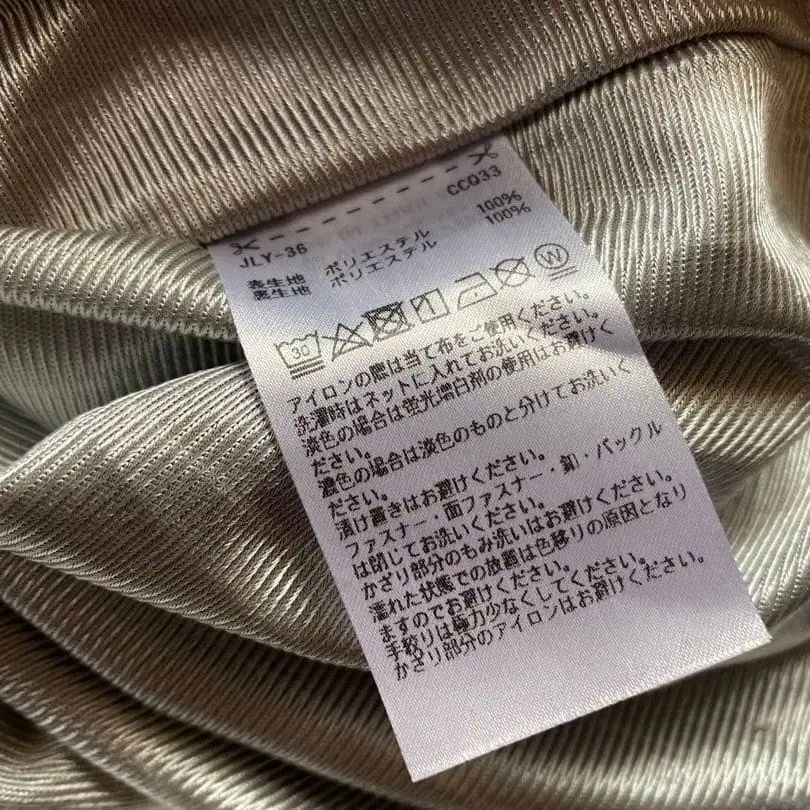 JLY-36 CCQ33
表生地 ポリエステル 100%
裏生地 ポリエステル 100%
30 W
アイロンの際は当て布をご使用ください。
洗濯時はネットに入れてお洗いください。
淡色の場合は蛍光増白剤の使用はお避けく
ださい。
濃色の場合は淡色のものと分けてお洗いく
ださい。
漬け置きはお避けください。
ファスナー・面ファスナー・釦・バックル
は閉じてお洗いください。
かざり部分のもみ洗いはお避けください。
濡れた状態での放置は色移りの原因となり
ますのでお避けください。
手絞りは極力少なくしてください。
かざり部分のアイロンはお避けください。